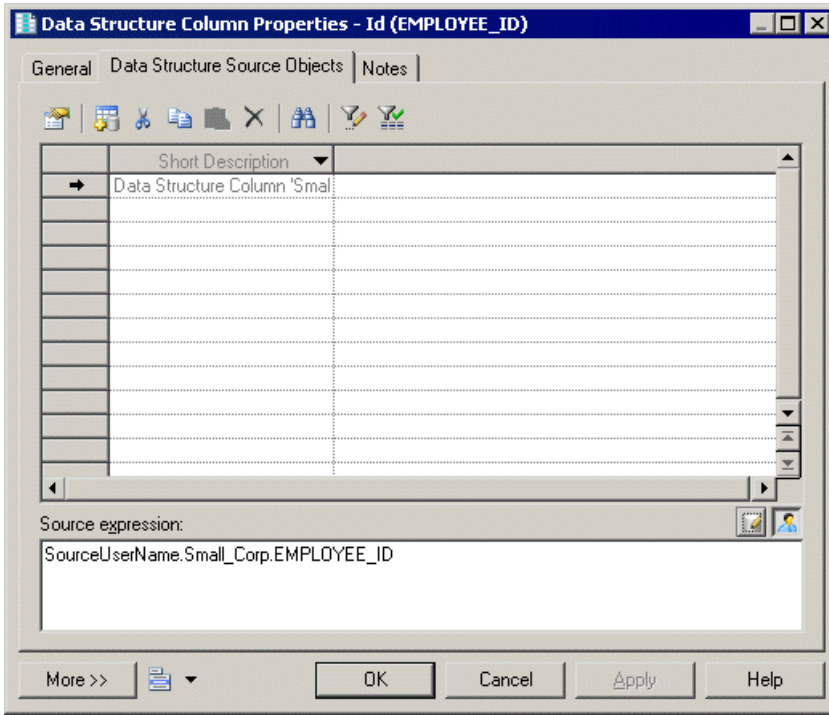 Data Structure Column Properties - Id (EMPLOYEE_ID)
General Data Structure Source Objects Notes
Short Description
Data Structure Column 'Smal
Source expression:
SourceUserName.Small_Corp.EMPLOYEE_ID
More >> OK Cancel Apply Help